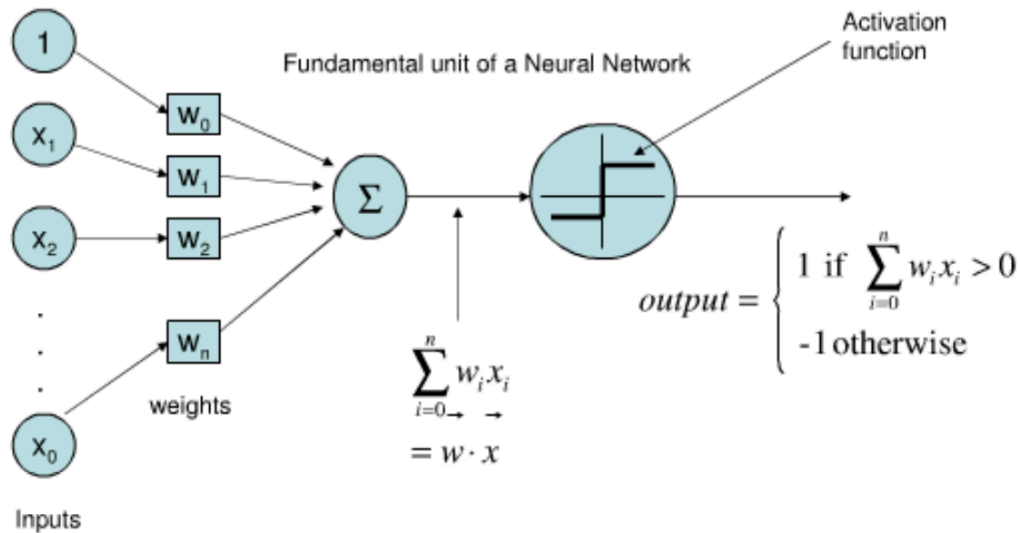 Fundamental unit of a Neural Network
Activation
function
1
x₁
x₂
.
.
.
x₀
Inputs
w₀
w₁
w₂
wₙ
weights
Σ
n
∑ wᵢxᵢ
i=0
→ →
= w · x
output = { 1 if ∑ⁿᵢ₌₀ wᵢxᵢ > 0
-1 otherwise